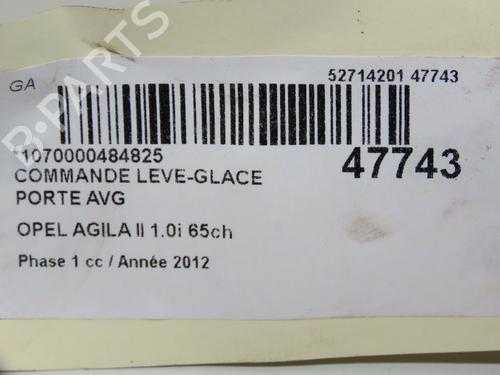 GA
52714201 47743
*1070000484825
47743
COMMANDE LEVE-GLACE
PORTE AVG
OPEL AGILA II 1.0i 65ch
Phase 1 cc / Année 2012
B-PARTS